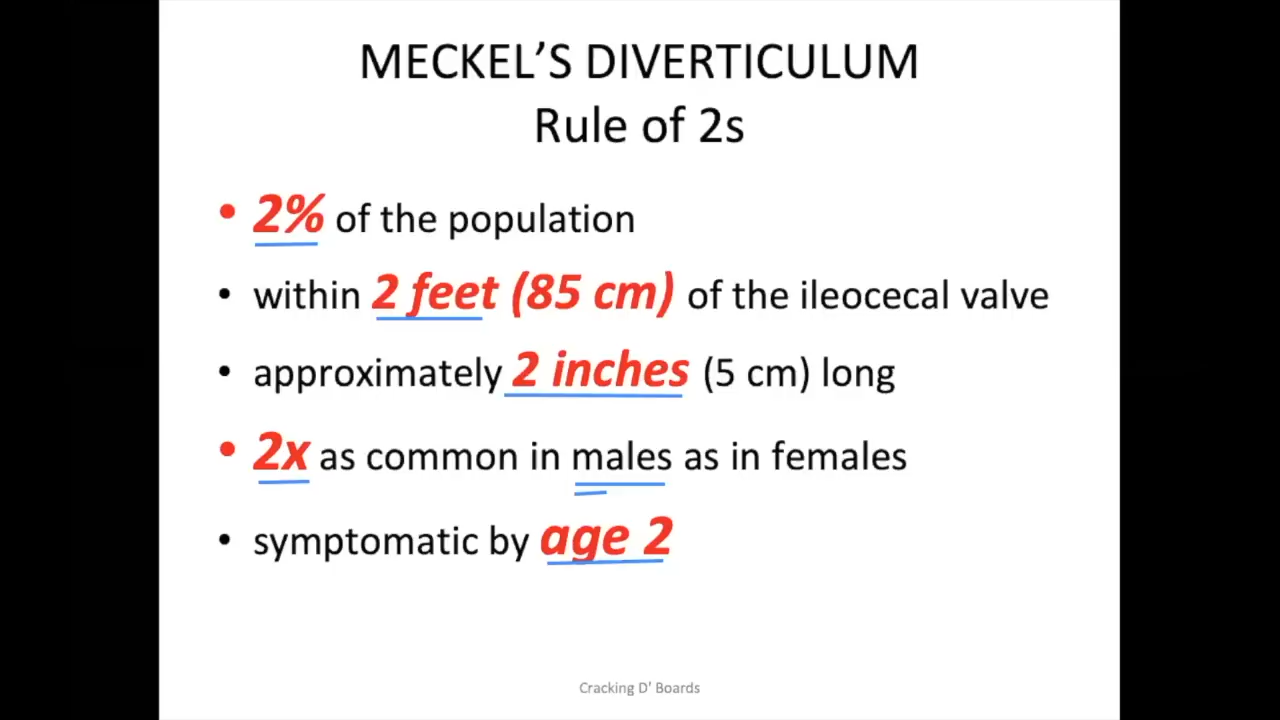 MECKEL’S DIVERTICULUM
Rule of 2s
• 2% of the population
• within 2 feet (85 cm) of the ileocecal valve
• approximately 2 inches (5 cm) long
• 2x as common in males as in females
• symptomatic by age 2
Cracking D' Boards